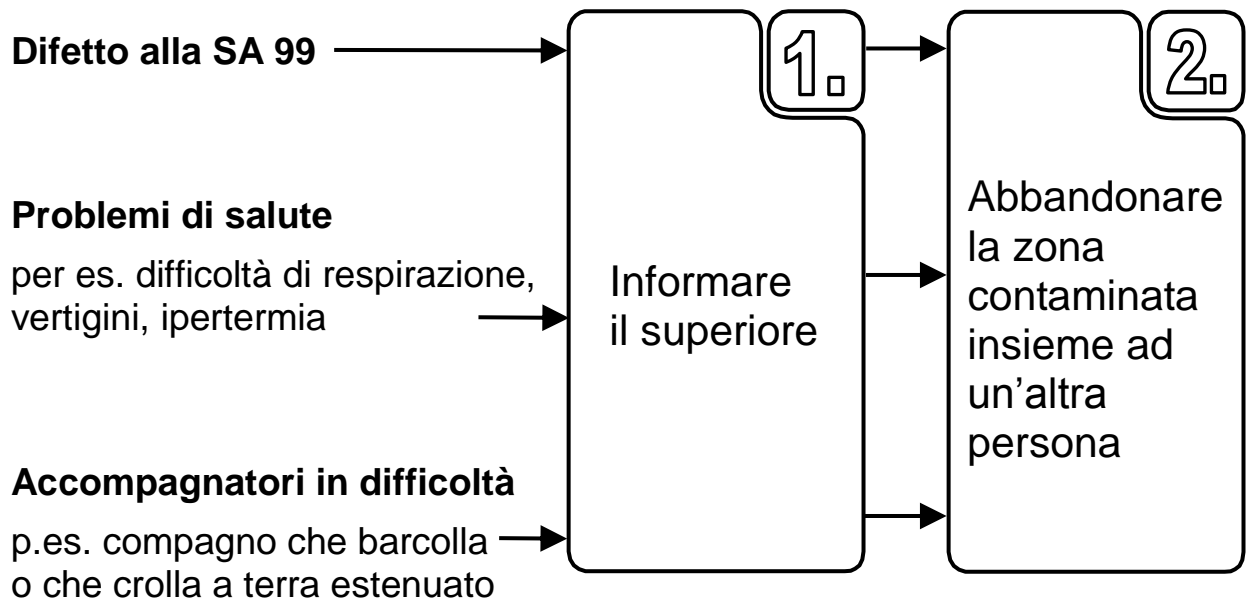 Difetto alla SA 99
Problemi di salute
per es. difficoltà di respirazione,
vertigini, ipertermia
Accompagnatori in difficoltà
p.es. compagno che barcolla
o che crolla a terra estenuato
1.
Informare
il superiore
2.
Abbandonare
la zona
contaminata
insieme ad
un’altra
persona